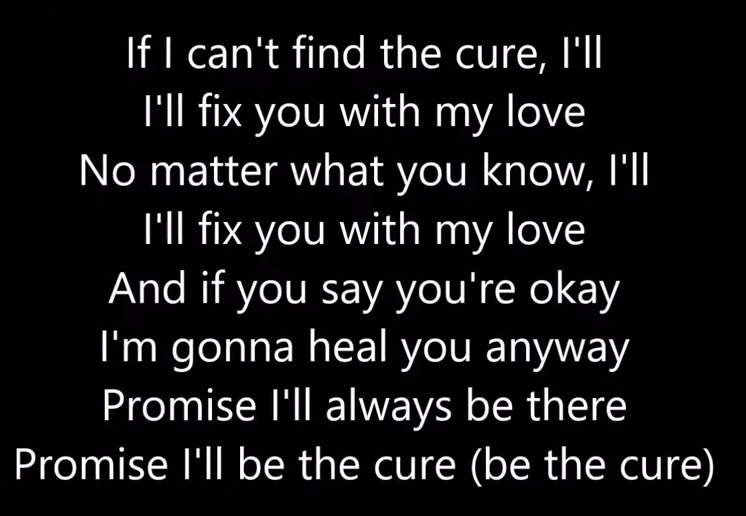 If I can't find the cure, I'll
I'll fix you with my love
No matter what you know, I'll
I'll fix you with my love
And if you say you're okay
I'm gonna heal you anyway
Promise I'll always be there
Promise I'll be the cure (be the cure)